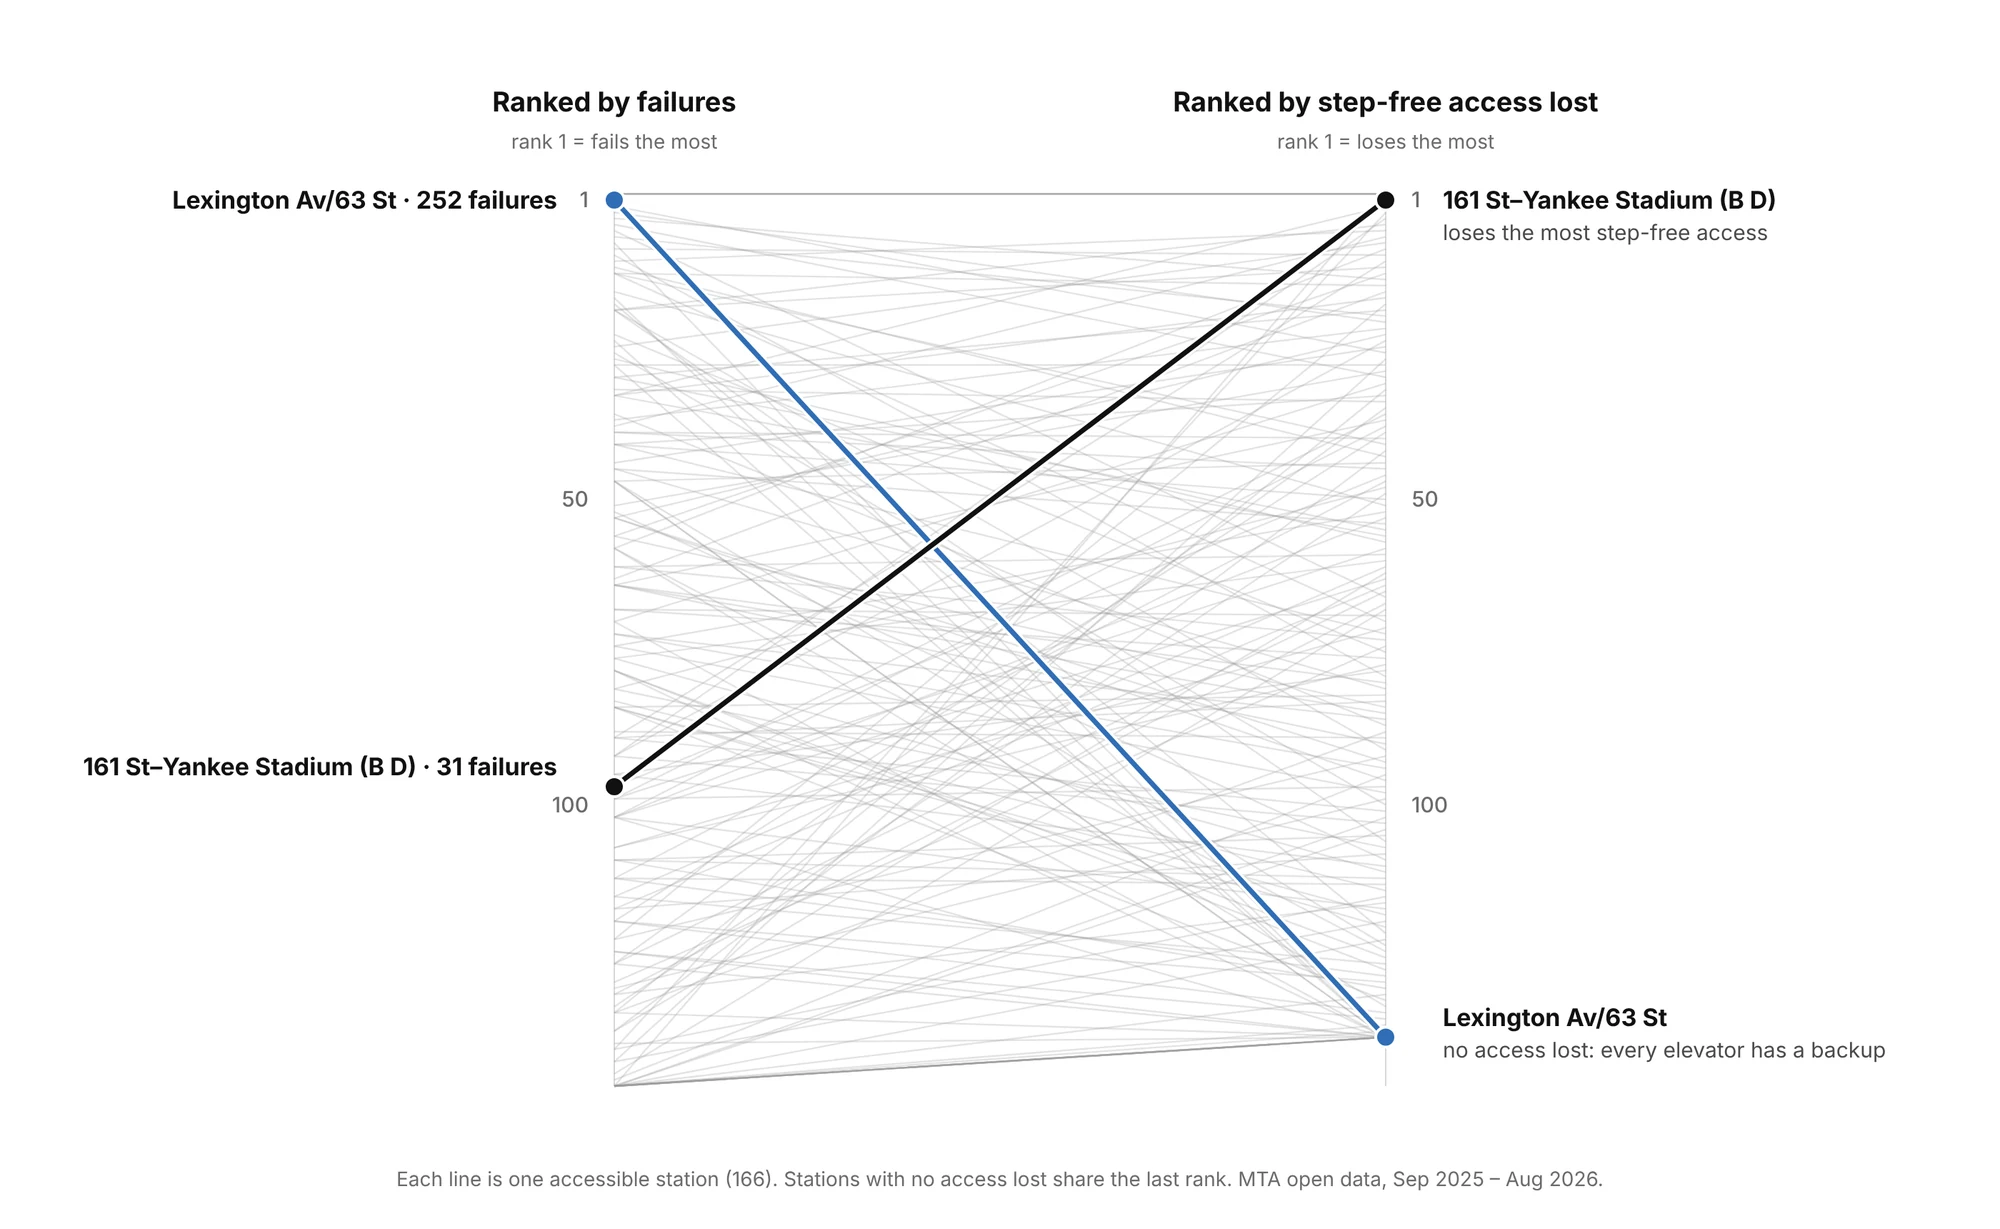 Ranked by failures
rank 1 = fails the most
Ranked by step-free access lost
rank 1 = loses the most
Lexington Av/63 St · 252 failures
1
1
161 St–Yankee Stadium (B D)
loses the most step-free access
50
50
161 St–Yankee Stadium (B D) · 31 failures
100
100
Lexington Av/63 St
no access lost: every elevator has a backup
Each line is one accessible station (166). Stations with no access lost share the last rank. MTA open data, Sep 2025 – Aug 2026.